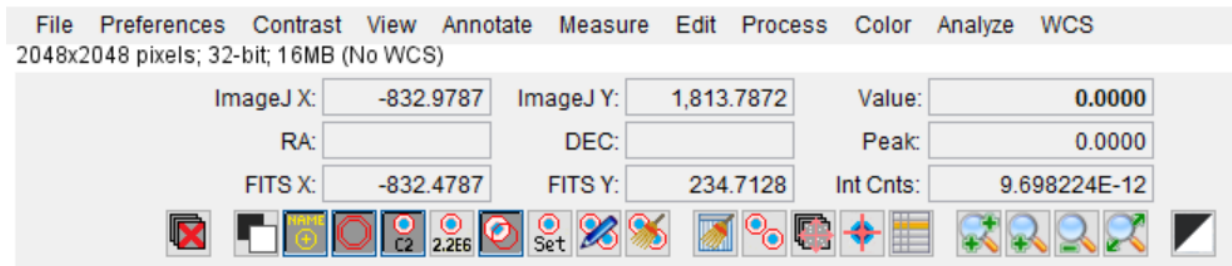 File Preferences Contrast View Annotate Measure Edit Process Color Analyze WCS
2048x2048 pixels; 32-bit; 16MB (No WCS)
ImageJ X: -832.9787 ImageJ Y: 1,813.7872 Value: 0.0000
RA: DEC: Peak: 0.0000
FITS X: -832.4787 FITS Y: 234.7128 Int Cnts: 9.698224E-12
NAME C2 2.2E6 Set